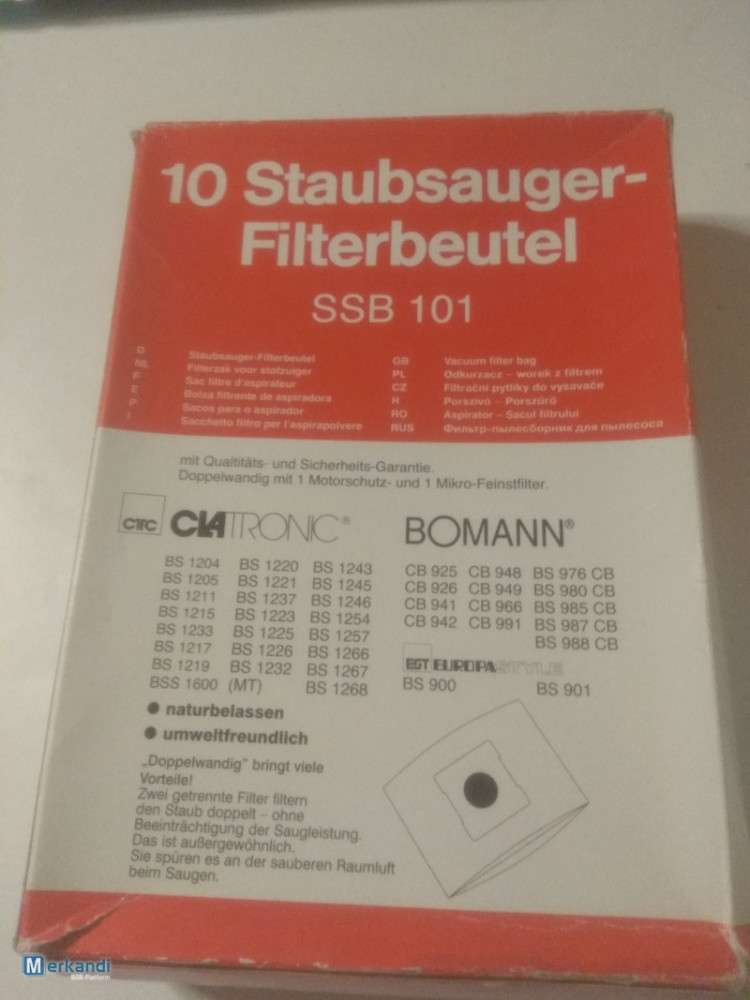 10 Staubsauger-
Filterbeutel
SSB 101
D Staubsauger-Filterbeutel
NL Filterzak voor stofzuiger
F Sac filtre d'aspirateur
E Bolsa filtrante de aspiradora
P Sacos para o aspirador
I Sacchetto filtro per l'aspirapolvere
GB Vacuum filter bag
PL Odkurzacz – worek z filtrem
CZ Filtrační pytlíky do vysavače
H Porszívó – Porszűrő
RO Aspirator – Sacul filtrului
RUS Фильтр-пылесборник для пылесоса
mit Qualtitäts- und Sicherheits-Garantie.
Doppelwandig mit 1 Motorschutz- und 1 Mikro-Feinstfilter.
CTC CLATRONIC®
BS 1204 BS 1220 BS 1243
BS 1205 BS 1221 BS 1245
BS 1211 BS 1237 BS 1246
BS 1215 BS 1223 BS 1254
BS 1233 BS 1225 BS 1257
BS 1217 BS 1226 BS 1266
BS 1219 BS 1232 BS 1267
BSS 1600 (MT) BS 1268
BOMANN®
CB 925 CB 948 BS 976 CB
CB 926 CB 949 BS 980 CB
CB 941 CB 966 BS 985 CB
CB 942 CB 991 BS 987 CB
BS 988 CB
EST EUROPASTYLE
BS 900 BS 901
● naturbelassen
● umweltfreundlich
„Doppelwandig" bringt viele
Vorteile!
Zwei getrennte Filter filtern
den Staub doppelt – ohne
Beeinträchtigung der Saugleistung.
Das ist außergewöhnlich.
Sie spüren es an der sauberen Raumluft
beim Saugen.
Merkandi
B2B Platform